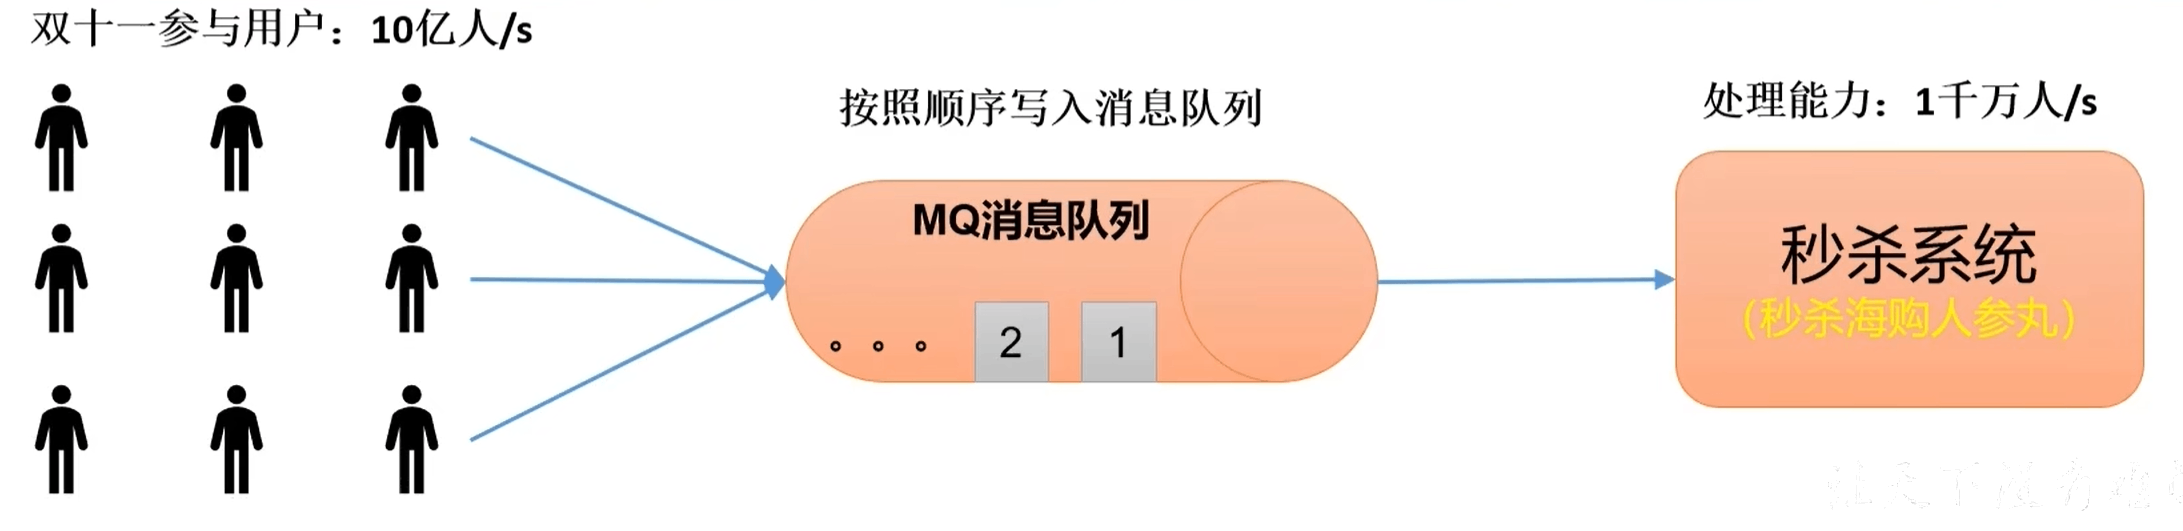 双十一参与用户：10亿人/s
按照顺序写入消息队列
处理能力：1千万人/s
MQ消息队列
。。。 2 1
秒杀系统
(秒杀海购人参丸)